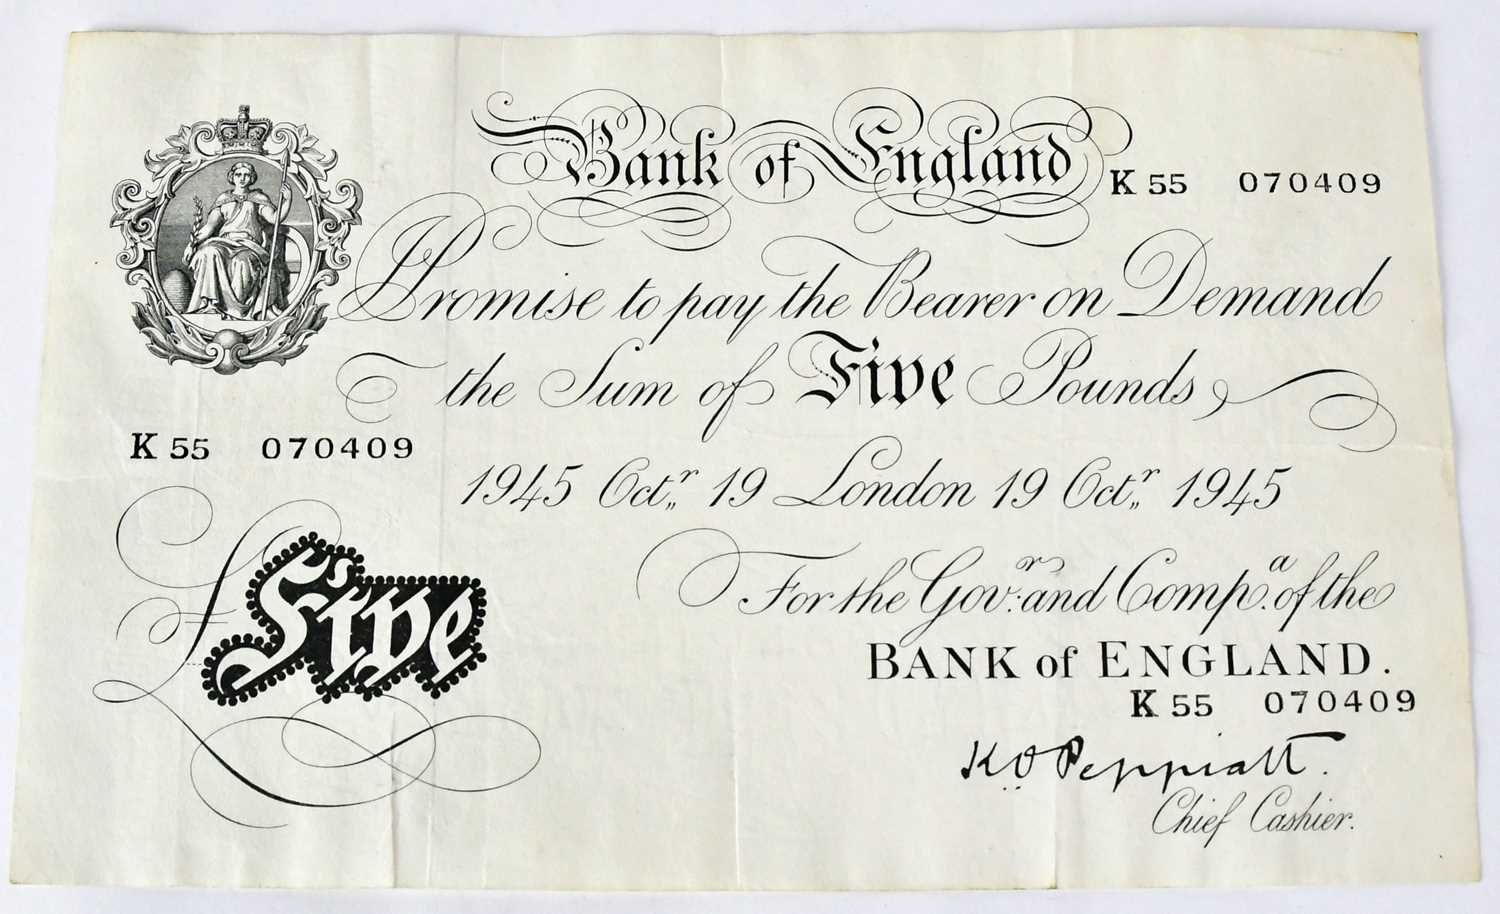 Bank of England K 55 070409
I Promise to pay the Bearer on Demand
the Sum of Five Pounds
K 55 070409
1945 Octr. 19 London 19 Octr. 1945
£Five
For the Govr. and Compa. of the
BANK of ENGLAND.
K 55 070409
K O Peppiatt.
Chief Cashier.